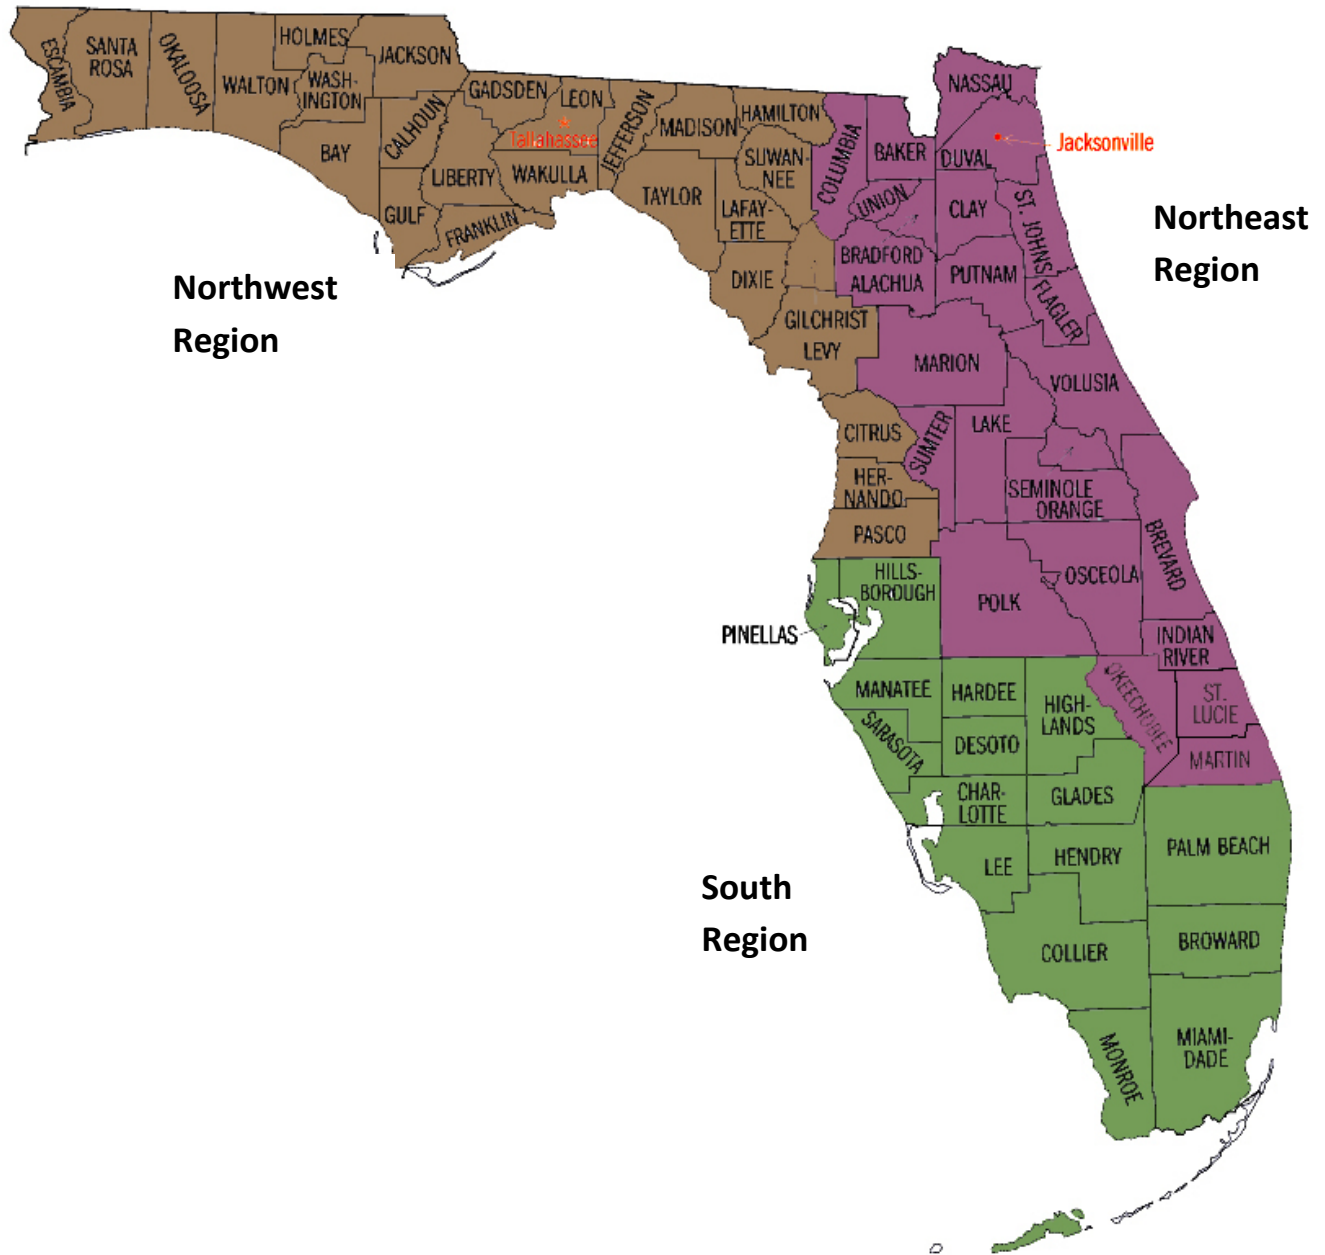 ESCAMBIA
SANTA
ROSA
OKALOOSA
WALTON
HOLMES
WASH-
INGTON
JACKSON
BAY
CALHOUN
GULF
GADSDEN
LIBERTY
FRANKLIN
LEON
Tallahassee
WAKULLA
JEFFERSON
MADISON
TAYLOR
HAMILTON
SUWAN-
NEE
LAFAY-
ETTE
DIXIE
GILCHRIST
LEVY
COLUMBIA
BAKER
NASSAU
DUVAL
Jacksonville
UNION
BRADFORD
ALACHUA
CLAY
ST. JOHNS
PUTNAM
FLAGLER
Northeast
Region
Northwest
Region
MARION
VOLUSIA
CITRUS
SUMTER
LAKE
HER-
NANDO
SEMINOLE
ORANGE
PASCO
BREVARD
HILLS-
BOROUGH
POLK
OSCEOLA
PINELLAS
INDIAN
RIVER
MANATEE
HARDEE
HIGH-
LANDS
OKEECHOBEE
ST.
LUCIE
SARASOTA
DESOTO
MARTIN
CHAR-
LOTTE
GLADES
LEE
HENDRY
PALM BEACH
South
Region
COLLIER
BROWARD
MONROE
MIAMI-
DADE